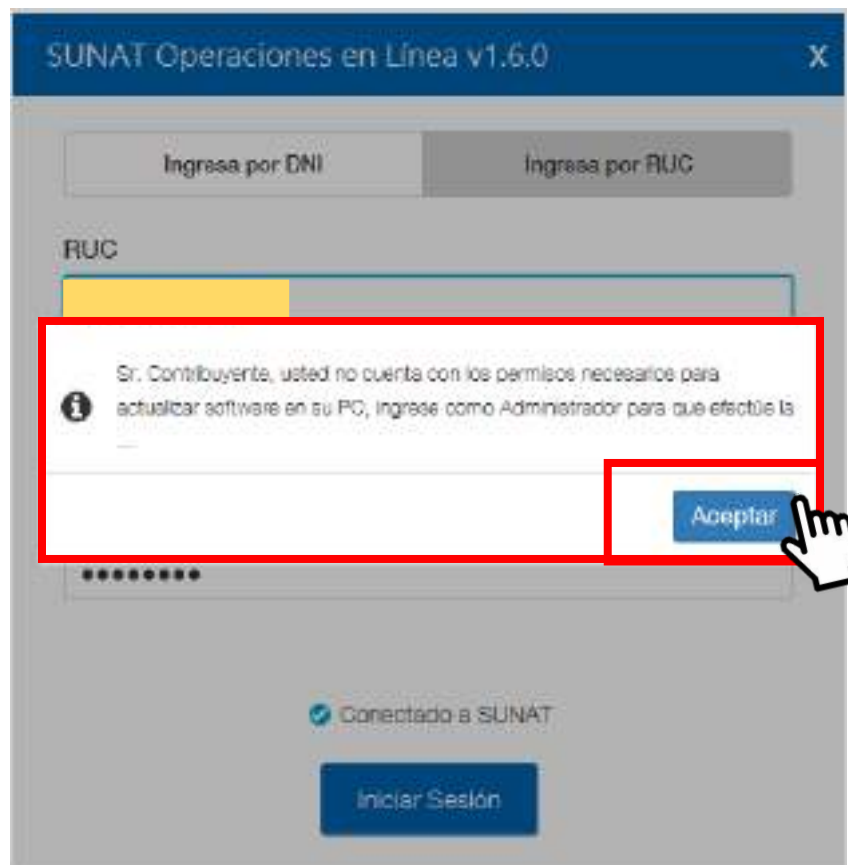 SUNAT Operaciones en Línea v1.6.0 X
Ingresa por DNI Ingresa por RUC
RUC
Sr. Contribuyente, usted no cuenta con los permisos necesarios para
actualizar software en su PC, ingrese como Administrador para que efectúe la
...
Aceptar
••••••••
Conectado a SUNAT
Iniciar Sesión